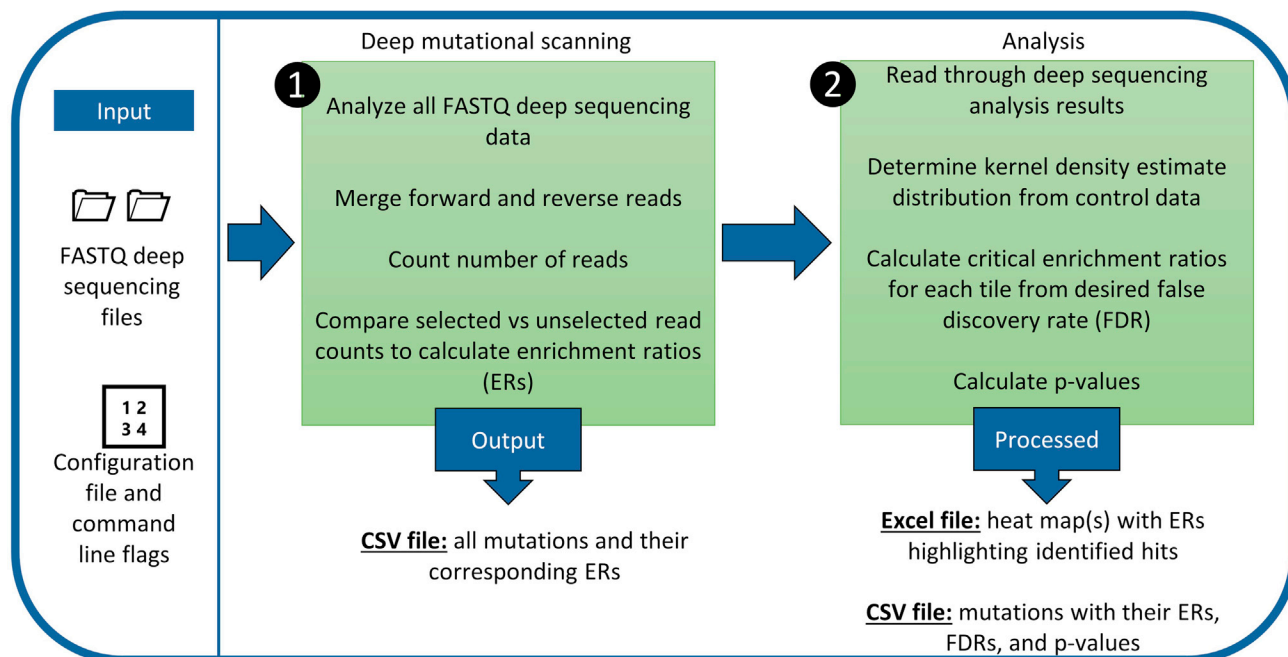 Input
FASTQ deep
sequencing
files
1 2
3 4
Configuration
file and
command
line flags
Deep mutational scanning
1
Analyze all FASTQ deep sequencing
data
Merge forward and reverse reads
Count number of reads
Compare selected vs unselected read
counts to calculate enrichment ratios
(ERs)
Output
CSV file: all mutations and their
corresponding ERs
Analysis
2
Read through deep sequencing
analysis results
Determine kernel density estimate
distribution from control data
Calculate critical enrichment ratios
for each tile from desired false
discovery rate (FDR)
Calculate p-values
Processed
Excel file: heat map(s) with ERs
highlighting identified hits
CSV file: mutations with their ERs,
FDRs, and p-values